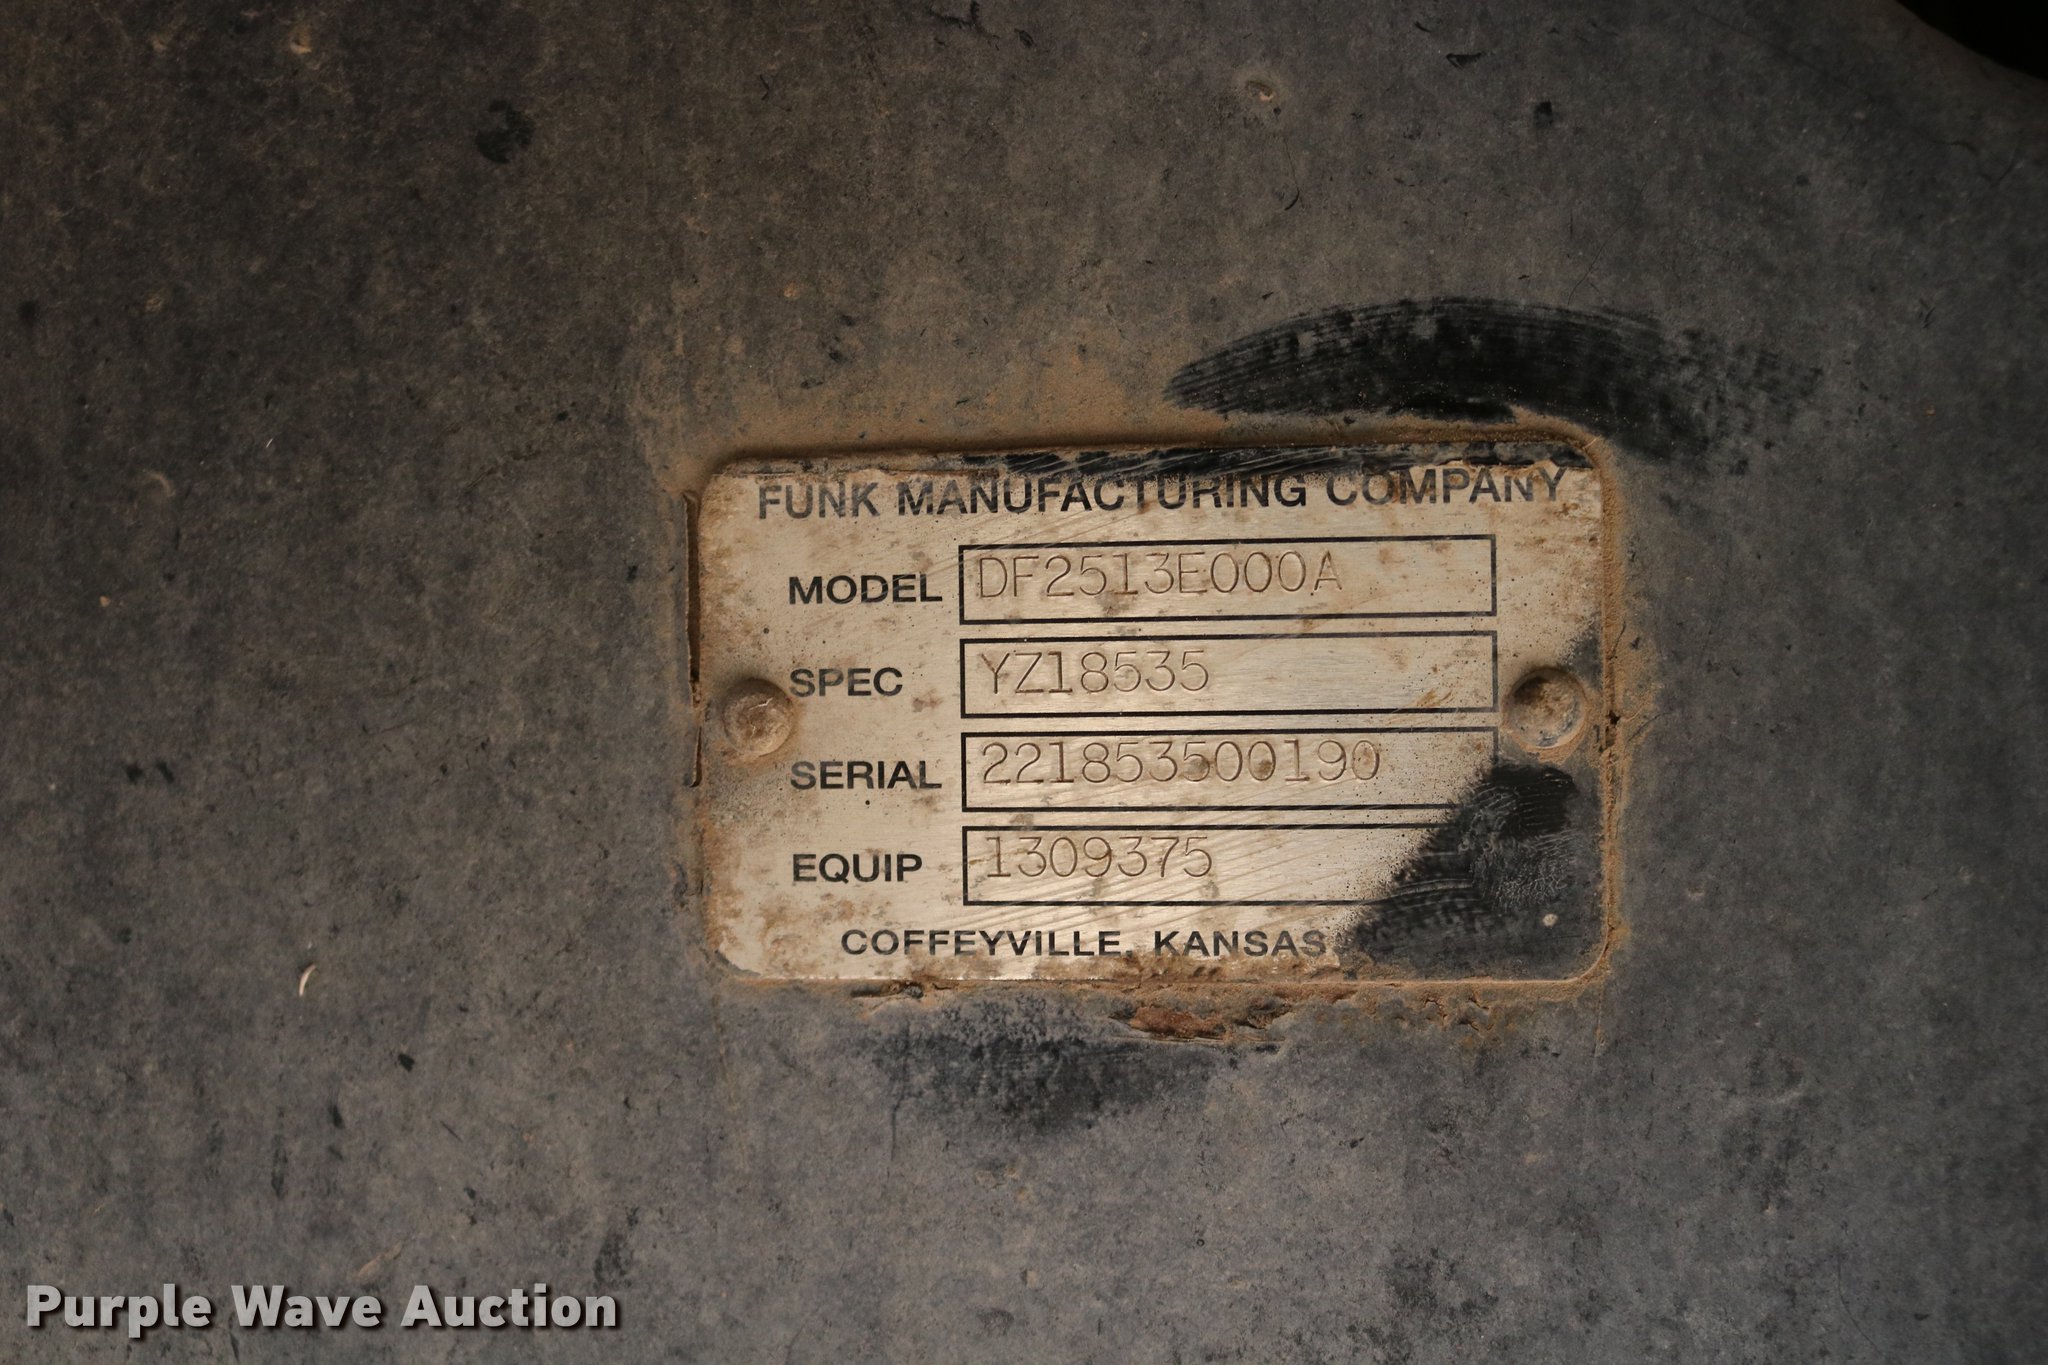 FUNK MANUFACTURING COMPANY
MODEL DF2513E000A
SPEC YZ18535
SERIAL 221853500190
EQUIP 1309375
COFFEYVILLE, KANSAS
Purple Wave Auction